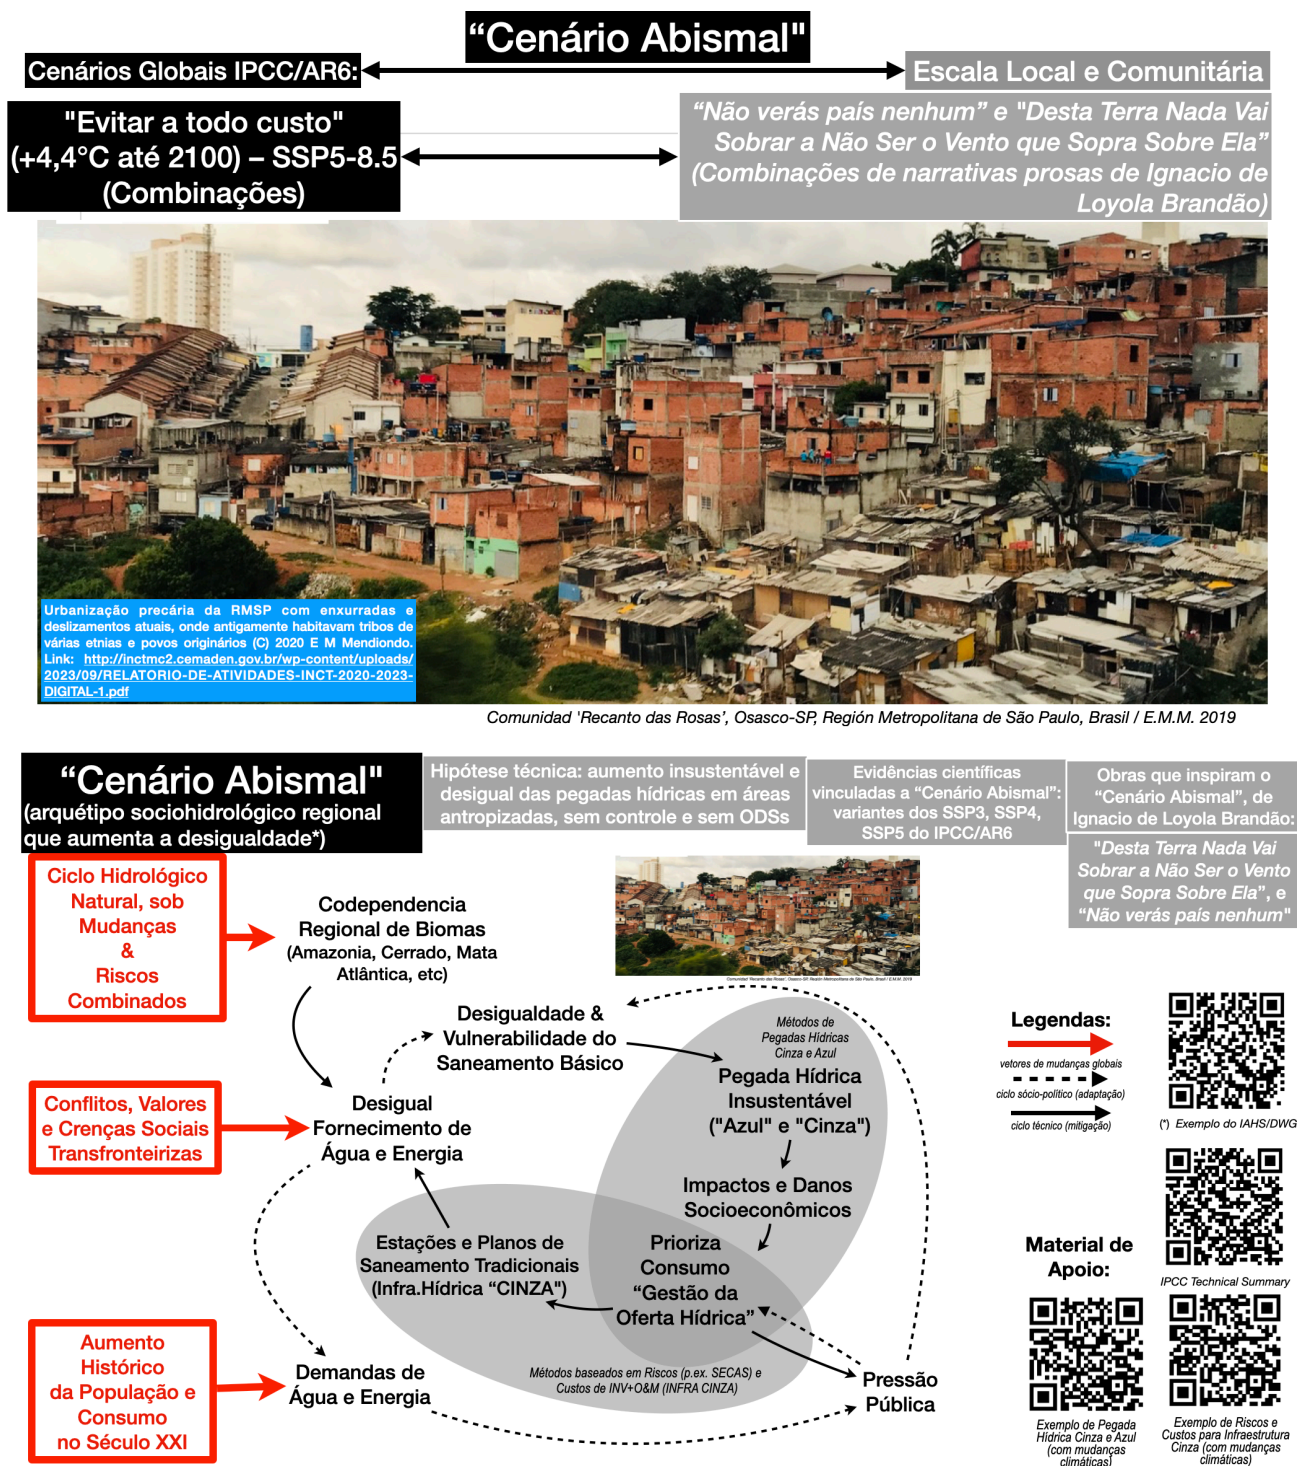 “Cenário Abismal"
Cenários Globais IPCC/AR6:
Escala Local e Comunitária
"Evitar a todo custo"
(+4,4°C até 2100) – SSP5-8.5
(Combinações)
“Não verás país nenhum” e "Desta Terra Nada Vai
Sobrar a Não Ser o Vento que Sopra Sobre Ela”
(Combinações de narrativas prosas de Ignacio de
Loyola Brandão)
Urbanização precária da RMSP com enxurradas e
deslizamentos atuais, onde antigamente habitavam tribos de
várias etnias e povos originários (C) 2020 E M Mendiondo.
Link: http://inctmc2.cemaden.gov.br/wp-content/uploads/
2023/09/RELATORIO-DE-ATIVIDADES-INCT-2020-2023-
DIGITAL-1.pdf
Comunidad 'Recanto das Rosas’, Osasco-SP, Región Metropolitana de São Paulo, Brasil / E.M.M. 2019
“Cenário Abismal"
(arquétipo sociohidrológico regional
que aumenta a desigualdade*)
Hipótese técnica: aumento insustentável e
desigual das pegadas hídricas em áreas
antropizadas, sem controle e sem ODSs
Evidências científicas
vinculadas a “Cenário Abismal”:
variantes dos SSP3, SSP4,
SSP5 do IPCC/AR6
Obras que inspiram o
“Cenário Abismal”, de
Ignacio de Loyola Brandão:
"Desta Terra Nada Vai
Sobrar a Não Ser o Vento
que Sopra Sobre Ela”, e
“Não verás país nenhum"
Ciclo Hidrológico
Natural, sob
Mudanças
&
Riscos
Combinados
Codependencia
Regional de Biomas
(Amazonia, Cerrado, Mata
Atlântica, etc)
Comunidad 'Recanto das Rosas’, Osasco-SP, Región Metropolitana de São Paulo, Brasil / E.M.M. 2019
Desigualdade &
Vulnerabilidade do
Saneamento Básico
Métodos de
Pegadas Hídricas
Cinza e Azul
Pegada Hídrica
Insustentável
("Azul" e "Cinza")
Legendas:
vetores de mudanças globais
ciclo sócio-político (adaptação)
ciclo técnico (mitigação)
(*) Exemplo do IAHS/DWG
Conflitos, Valores
e Crenças Sociais
Transfronteirizas
Desigual
Fornecimento de
Água e Energia
Impactos e Danos
Socioeconômicos
Estações e Planos de
Saneamento Tradicionais
(Infra.Hídrica “CINZA")
Prioriza
Consumo
“Gestão da
Oferta Hídrica”
Material de
Apoio:
IPCC Technical Summary
Aumento
Histórico
da População e
Consumo
no Século XXI
Demandas de
Água e Energia
Métodos baseados em Riscos (p.ex. SECAS) e
Custos de INV+O&M (INFRA CINZA)
Pressão
Pública
Exemplo de Pegada
Hídrica Cinza e Azul
(com mudanças
climáticas)
Exemplo de Riscos e
Custos para Infraestrutura
Cinza (com mudanças
climáticas)